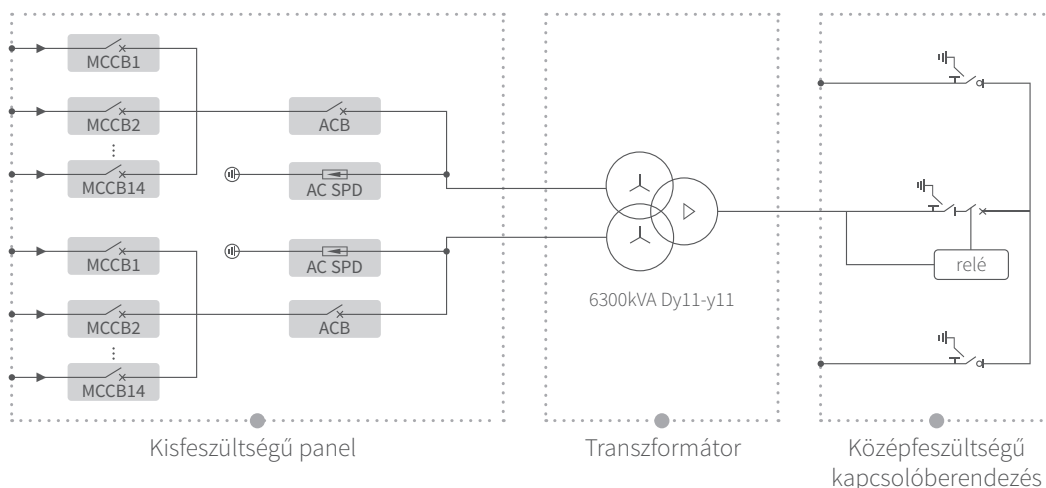 MCCB1
MCCB2
ACB
MCCB14
AC SPD
MCCB1
AC SPD
MCCB2
ACB
MCCB14
6300kVA Dy11-y11
relé
Kisfeszültségű panel
Transzformátor
Középfeszültségű
kapcsolóberendezés